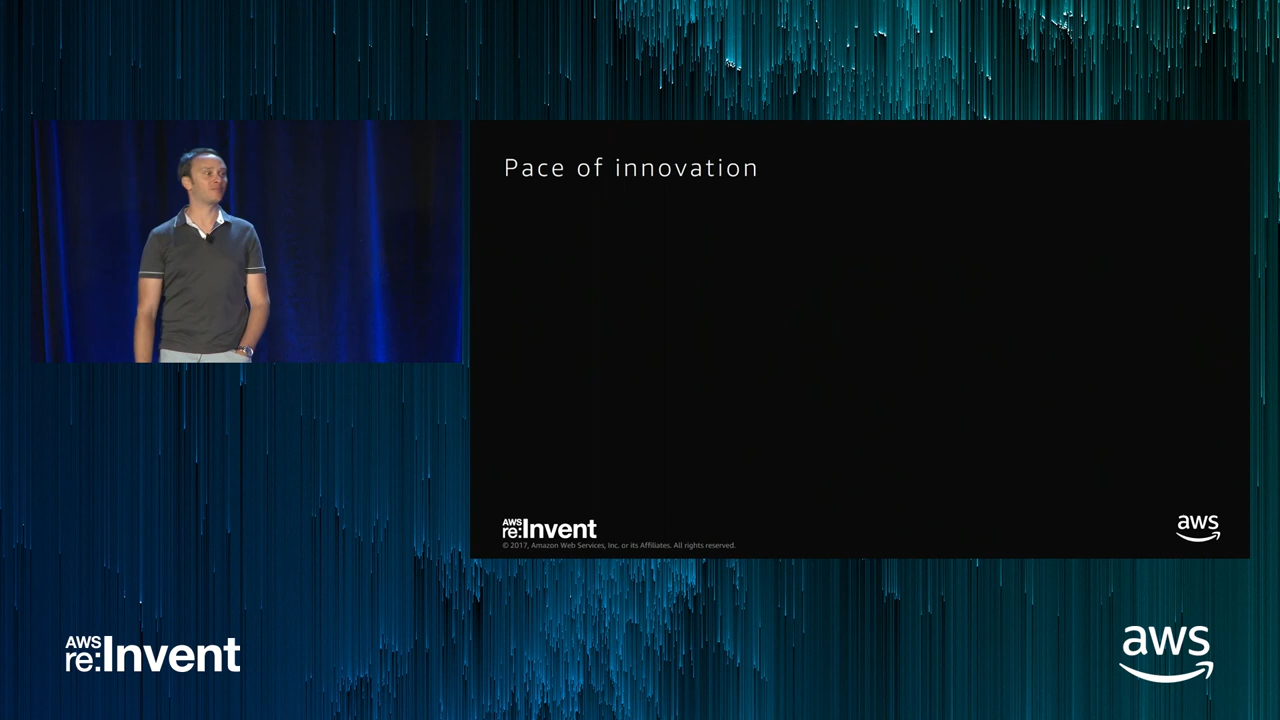 Pace of innovation
AWS
re:Invent
© 2017, Amazon Web Services, Inc. or its Affiliates. All rights reserved.
aws
AWS
re:Invent
aws